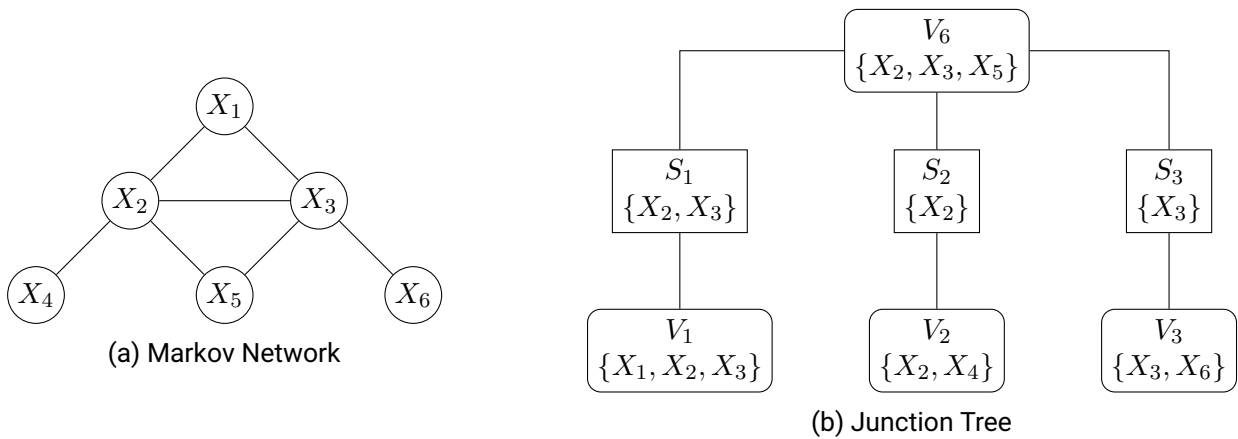 X₁
X₂
X₃
X₄
X₅
X₆
(a) Markov Network
V₆
{X₂, X₃, X₅}
S₁
{X₂, X₃}
S₂
{X₂}
S₃
{X₃}
V₁
{X₁, X₂, X₃}
V₂
{X₂, X₄}
V₃
{X₃, X₆}
(b) Junction Tree